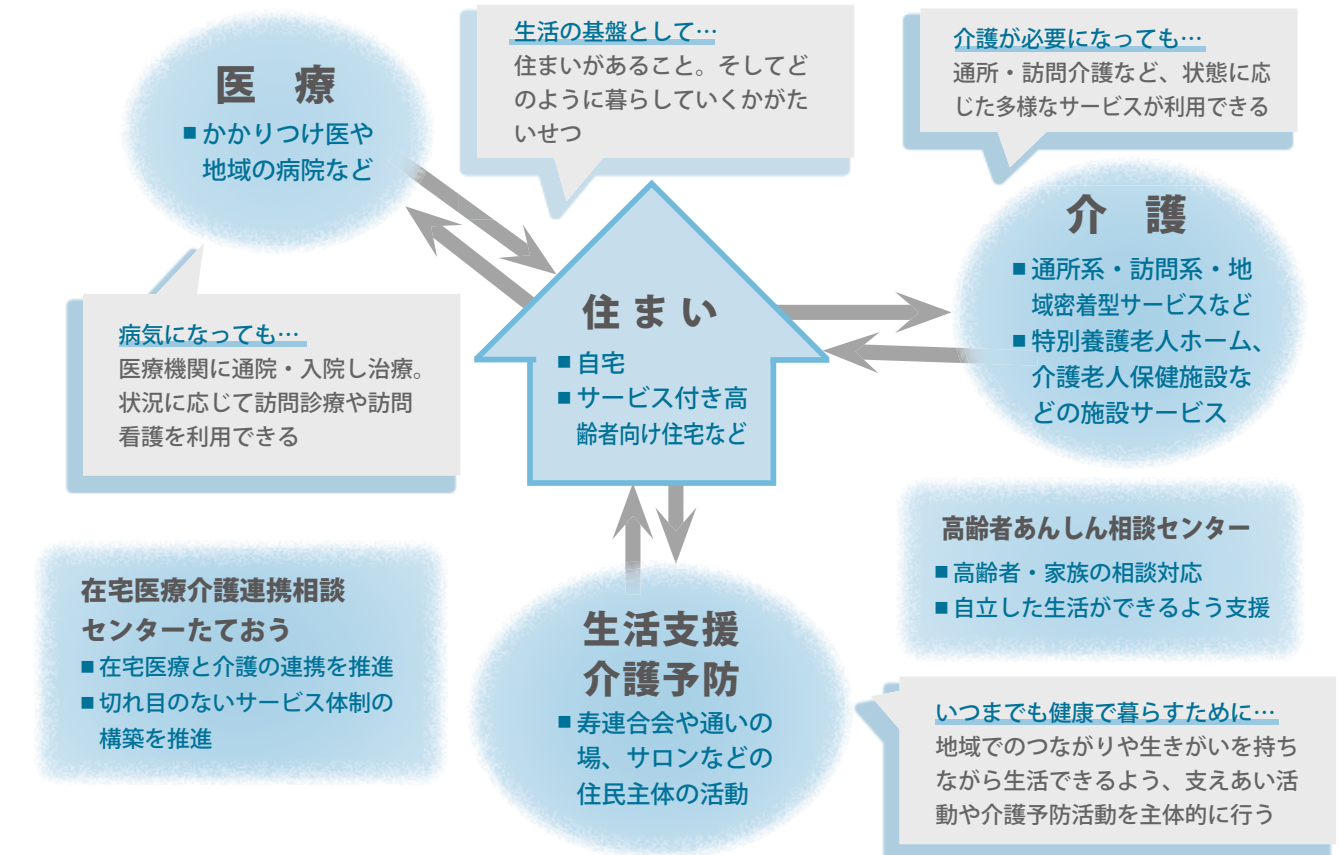 医 療
■かかりつけ医や
地域の病院など
生活の基盤として…
住まいがあること。そしてど
のように暮らしていくかがた
いせつ
介護が必要になっても…
通所・訪問介護など、状態に応
じた多様なサービスが利用できる
介 護
■通所系・訪問系・地
域密着型サービスなど
■特別養護老人ホーム、
介護老人保健施設な
どの施設サービス
病気になっても…
医療機関に通院・入院し治療。
状況に応じて訪問診療や訪問
看護を利用できる
住まい
■自宅
■サービス付き高
齢者向け住宅など
高齢者あんしん相談センター
■高齢者・家族の相談対応
■自立した生活ができるよう支援
在宅医療介護連携相談
センターたておう
■在宅医療と介護の連携を推進
■切れ目のないサービス体制の
構築を推進
生活支援
介護予防
■寿連合会や通いの
場、サロンなどの
住民主体の活動
いつまでも健康で暮らすために…
地域でのつながりや生きがいを持ち
ながら生活できるよう、支えあい活
動や介護予防活動を主体的に行う